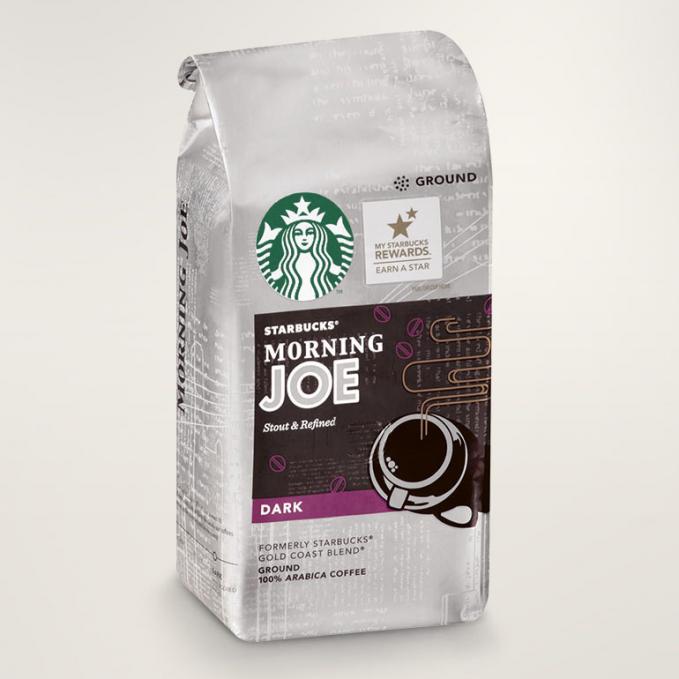 GROUND
MY STARBUCKS
REWARDS.
EARN A STAR
STARBUCKS®
MORNING
JOE
Stout & Refined
DARK
FORMERLY STARBUCKS®
GOLD COAST BLEND®
GROUND
100% ARABICA COFFEE
MORNING JOE